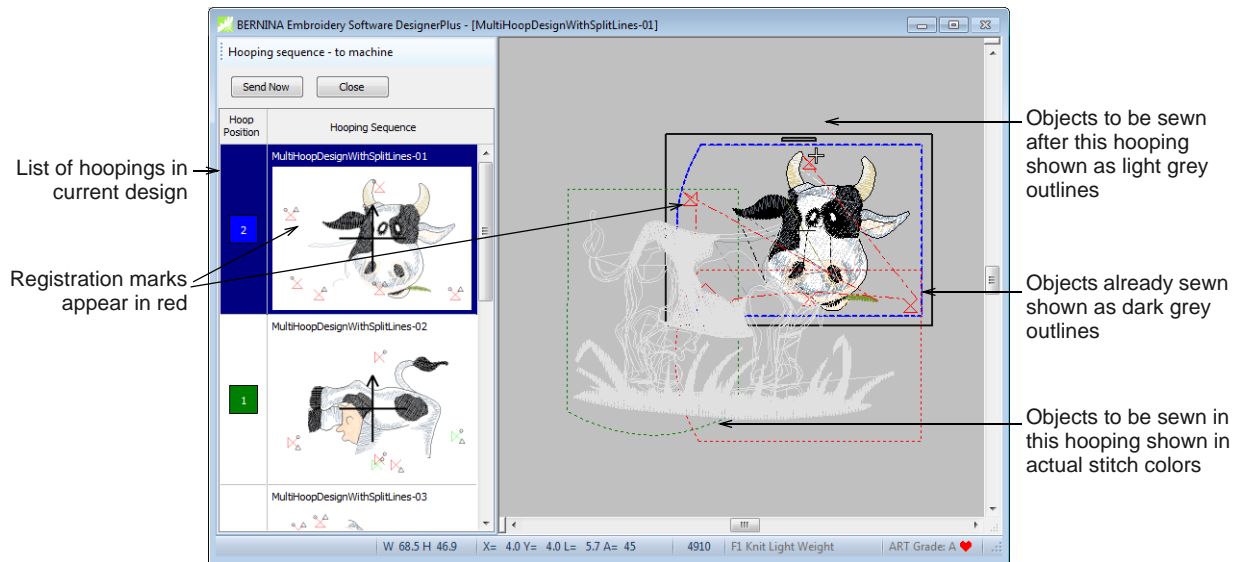 BERNINA Embroidery Software DesignerPlus - [MultiHoopDesignWithSplitLines-01]
Hooping sequence - to machine
Send Now
Close
Hoop
Position
Hooping Sequence
MultiHoopDesignWithSplitLines-01
2
MultiHoopDesignWithSplitLines-02
1
MultiHoopDesignWithSplitLines-03
List of hoopings in
current design
Registration marks
appear in red
Objects to be sewn
after this hooping
shown as light grey
outlines
Objects already sewn
shown as dark grey
outlines
Objects to be sewn in
this hooping shown in
actual stitch colors
W 68.5 H 46.9 X= 4.0 Y= 4.0 L= 5.7 A= 45 4910 F1 Knit Light Weight ART Grade: A